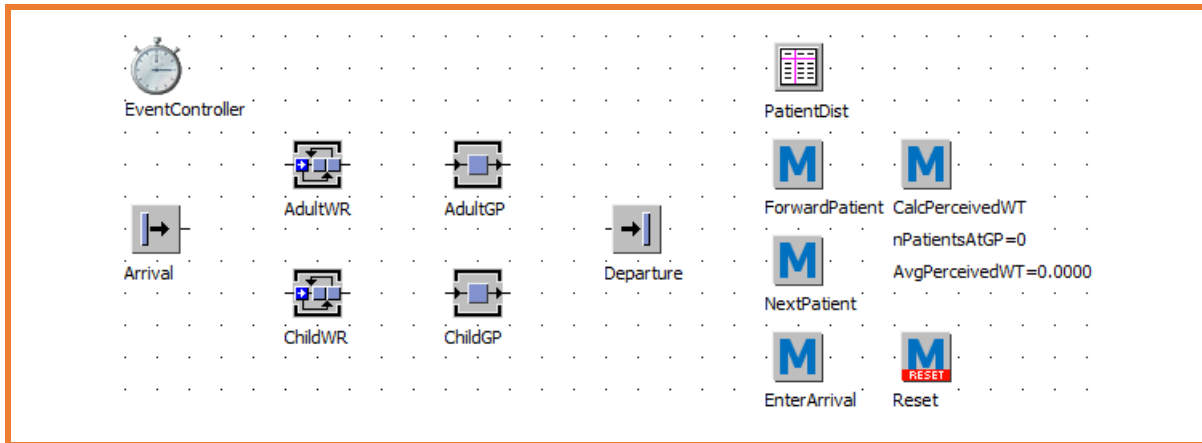 EventController
PatientDist
M
M
AdultWR
AdultGP
ForwardPatient
CalcPerceivedWT
nPatientsAtGP=0
M
Arrival
Departure
AvgPerceivedWT=0.0000
NextPatient
ChildWR
ChildGP
M
M
RESET
EnterArrival
Reset